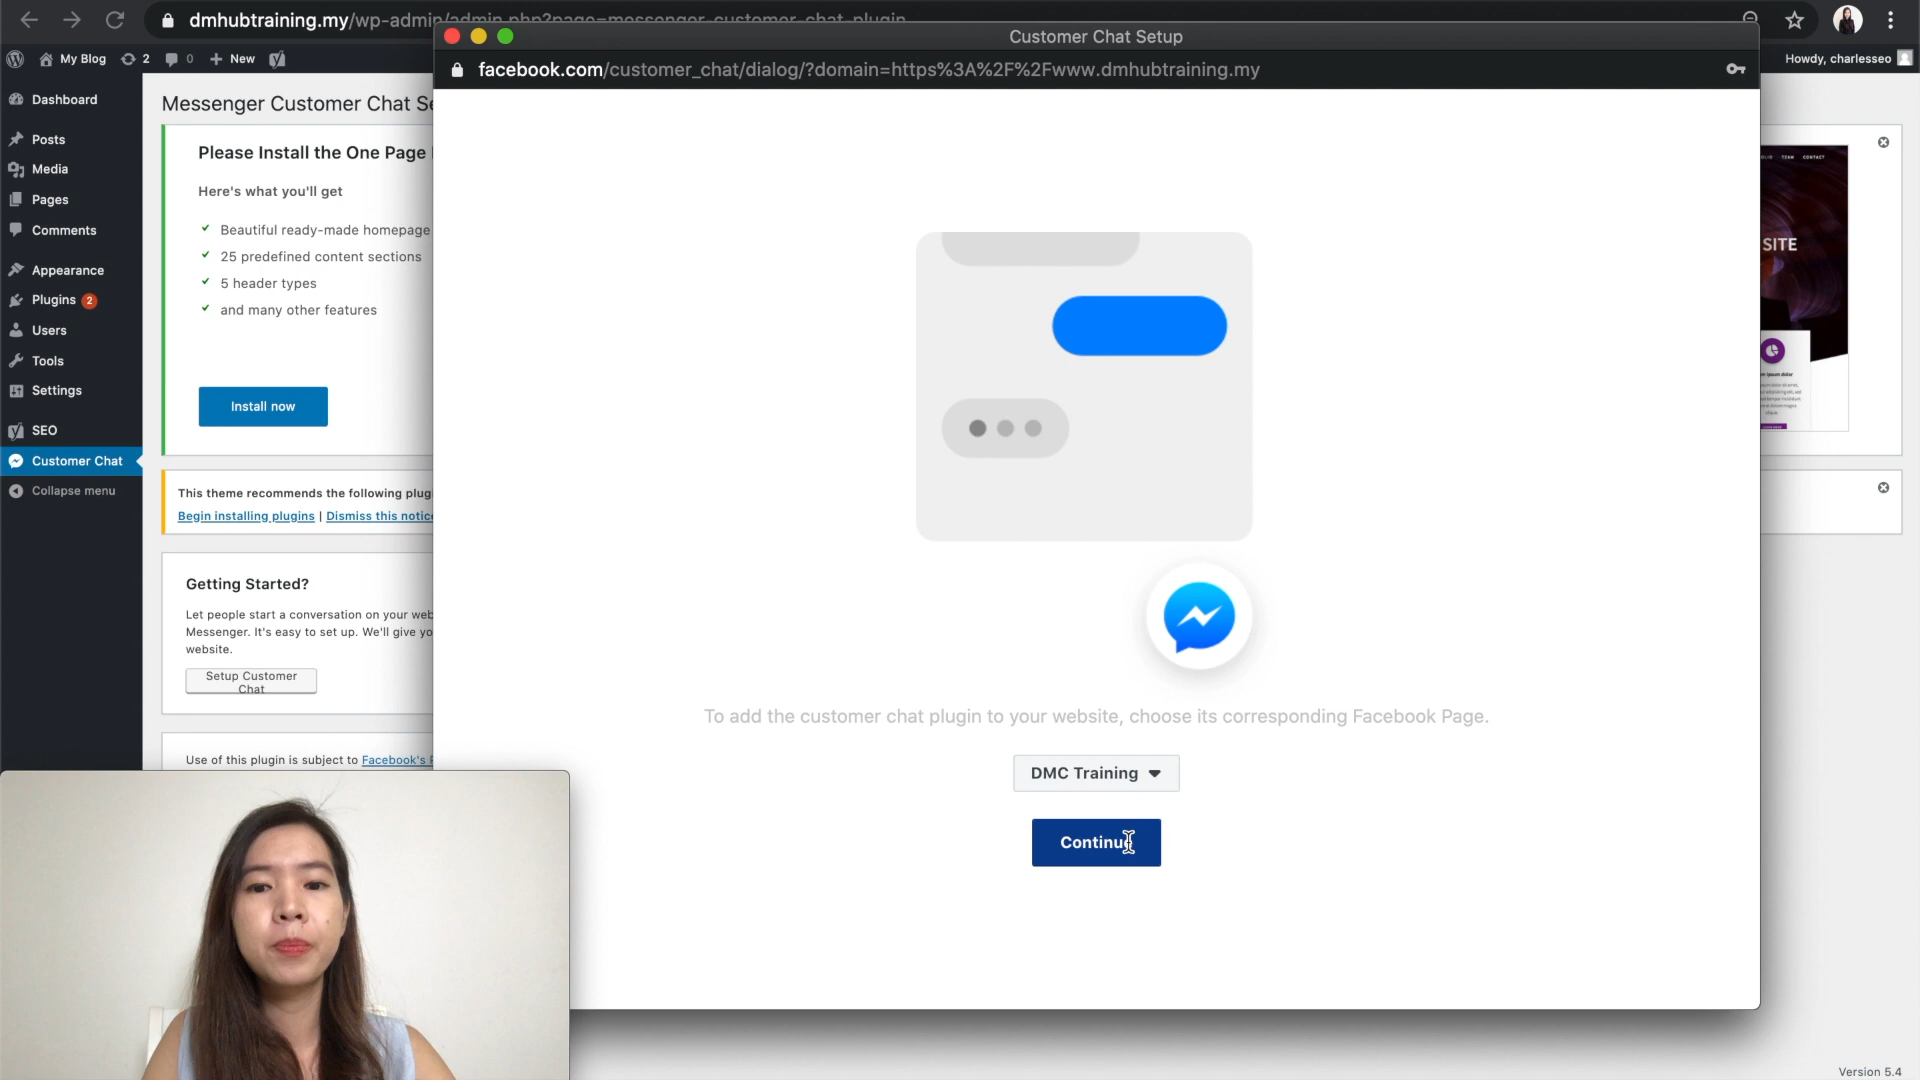 dmhubtraining.my/wp-admin/admin.php?page=messenger-customer-chat-plugin
Customer Chat Setup
facebook.com/customer_chat/dialog/?domain=https%3A%2F%2Fwww.dmhubtraining.my
My Blog 2 0 New
Howdy, charlesseo
Dashboard
Posts
Media
Pages
Comments
Appearance
Plugins 2
Users
Tools
Settings
SEO
Customer Chat
Collapse menu
Messenger Customer Chat Se
Please Install the One Page
Here's what you'll get
Beautiful ready-made homepage
25 predefined content sections
5 header types
and many other features
Install now
This theme recommends the following plug
Begin installing plugins | Dismiss this notice
Getting Started?
Let people start a conversation on your web
Messenger. It's easy to set up. We'll give yo
website.
Setup Customer
Chat
Use of this plugin is subject to Facebook's
To add the customer chat plugin to your website, choose its corresponding Facebook Page.
DMC Training
Continue
TEAM CONTACT
SITE
Version 5.4